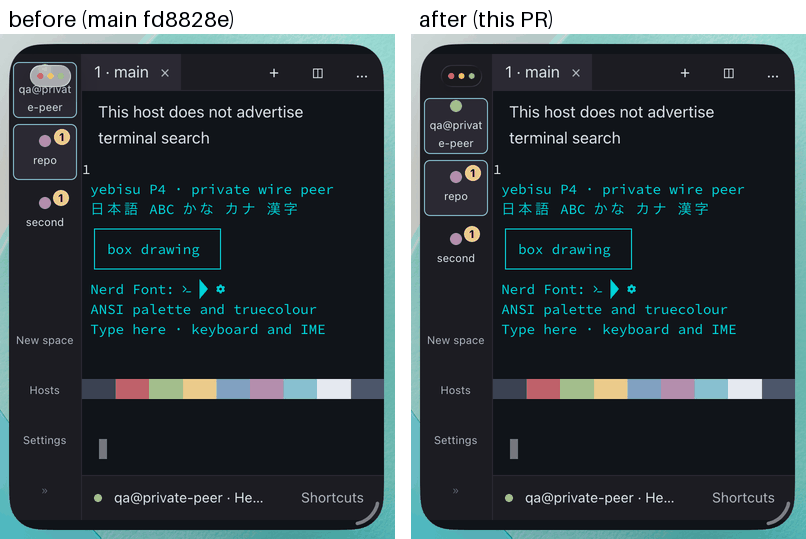 before (main fd8828e)
1 · main × + ...
qa@privat
e-peer
1
repo
1
second
New space
Hosts
Settings
»
This host does not advertise
terminal search
1
yebisu P4 · private wire peer
日本語 ABC かな カナ 漢字
box drawing
Nerd Font:
ANSI palette and truecolour
Type here · keyboard and IME
qa@private-peer · He... Shortcuts
after (this PR)
1 · main × + ...
qa@privat
e-peer
1
repo
1
second
New space
Hosts
Settings
»
This host does not advertise
terminal search
1
yebisu P4 · private wire peer
日本語 ABC かな カナ 漢字
box drawing
Nerd Font:
ANSI palette and truecolour
Type here · keyboard and IME
qa@private-peer · He... Shortcuts